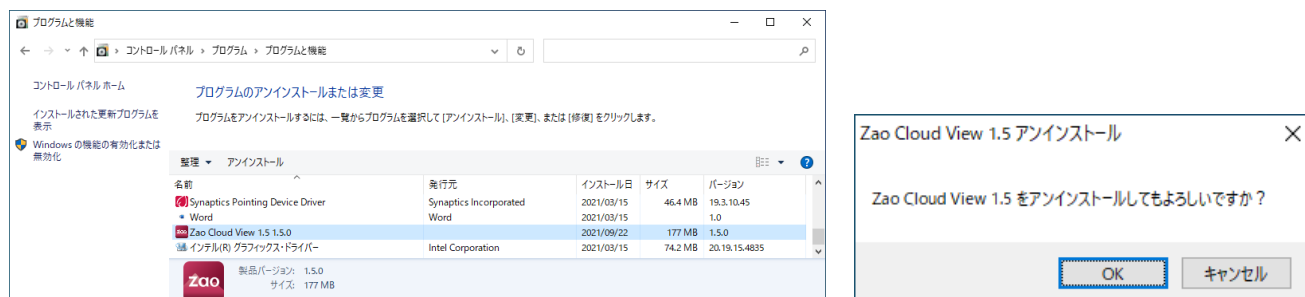 プログラムと機能
コントロール パネル › プログラム › プログラムと機能
コントロール パネル ホーム
インストールされた更新プログラムを
表示
Windows の機能の有効化または
無効化
プログラムのアンインストールまたは変更
プログラムをアンインストールするには、一覧からプログラムを選択して [アンインストール]、[変更]、または [修復] をクリックします。
整理 アンインストール
名前 発行元 インストール日 サイズ バージョン
Synaptics Pointing Device Driver Synaptics Incorporated 2021/03/15 46.4 MB 19.3.10.45
Word Word 2021/03/15 1.0
Zao Cloud View 1.5 1.5.0 2021/09/22 177 MB 1.5.0
インテル(R) グラフィックス・ドライバー Intel Corporation 2021/03/15 74.2 MB 20.19.15.4835
zao
製品バージョン: 1.5.0
サイズ: 177 MB
Zao Cloud View 1.5 アンインストール
Zao Cloud View 1.5 をアンインストールしてもよろしいですか？
OK キャンセル